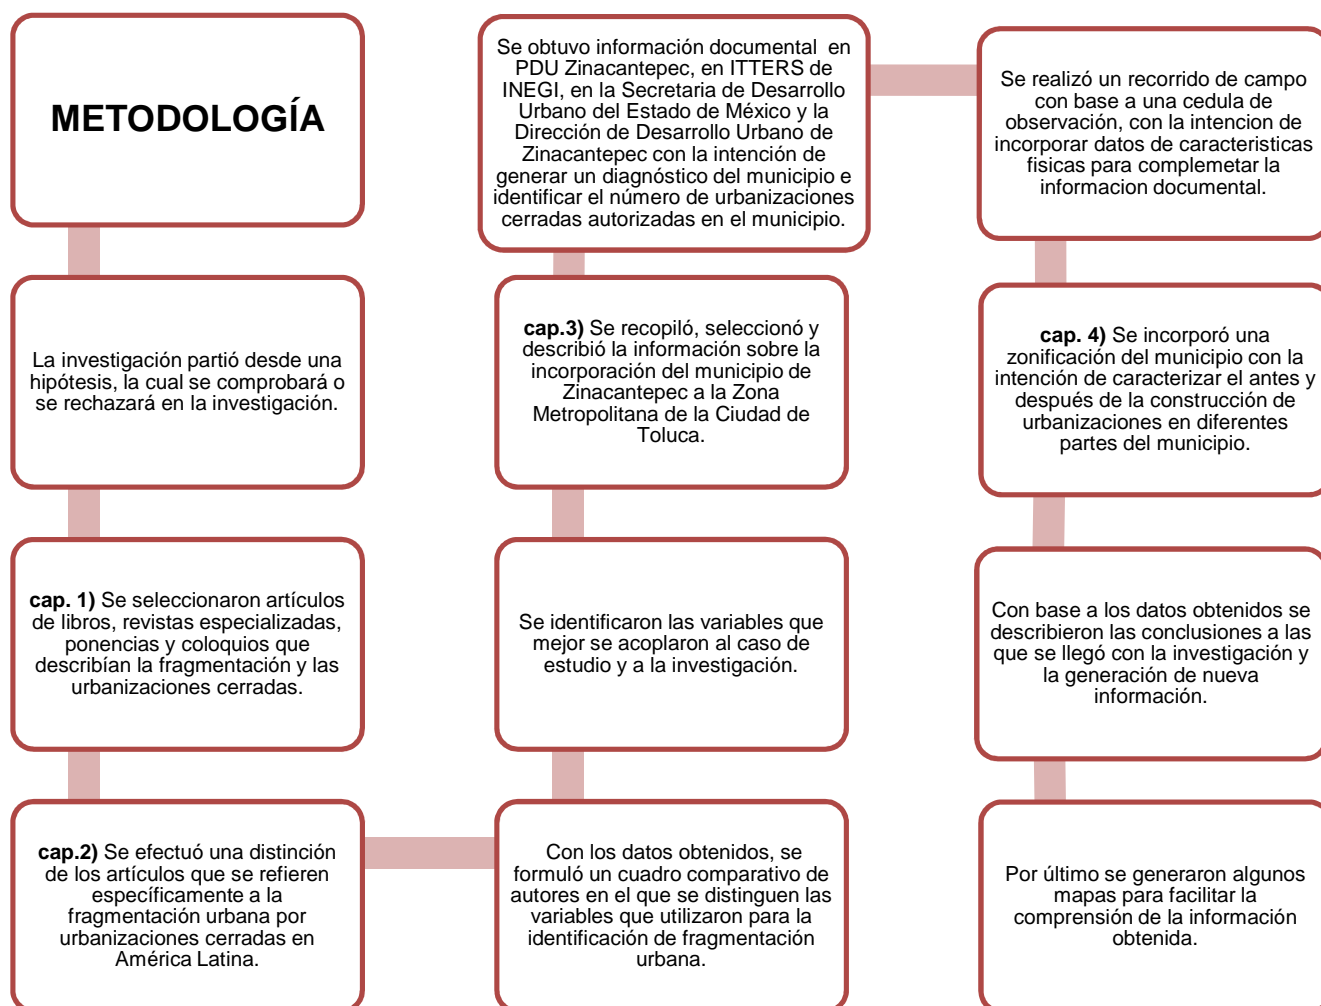 METODOLOGÍA
La investigación partió desde una
hipótesis, la cual se comprobará o
se rechazará en la investigación.
cap. 1) Se seleccionaron artículos
de libros, revistas especializadas,
ponencias y coloquios que
describían la fragmentación y las
urbanizaciones cerradas.
cap.2) Se efectuó una distinción
de los artículos que se refieren
específicamente a la
fragmentación urbana por
urbanizaciones cerradas en
América Latina.
Con los datos obtenidos, se
formuló un cuadro comparativo de
autores en el que se distinguen las
variables que utilizaron para la
identificación de fragmentación
urbana.
Se identificaron las variables que
mejor se acoplaron al caso de
estudio y a la investigación.
cap.3) Se recopiló, seleccionó y
describió la información sobre la
incorporación del municipio de
Zinacantepec a la Zona
Metropolitana de la Ciudad de
Toluca.
Se obtuvo información documental en
PDU Zinacantepec, en ITTERS de
INEGI, en la Secretaria de Desarrollo
Urbano del Estado de México y la
Dirección de Desarrollo Urbano de
Zinacantepec con la intención de
generar un diagnóstico del municipio e
identificar el número de urbanizaciones
cerradas autorizadas en el municipio.
Se realizó un recorrido de campo
con base a una cedula de
observación, con la intencion de
incorporar datos de caracteristicas
fisicas para complemetar la
informacion documental.
cap. 4) Se incorporó una
zonificación del municipio con la
intención de caracterizar el antes y
después de la construcción de
urbanizaciones en diferentes
partes del municipio.
Con base a los datos obtenidos se
describieron las conclusiones a las
que se llegó con la investigación y
la generación de nueva
información.
Por último se generaron algunos
mapas para facilitar la
comprensión de la información
obtenida.